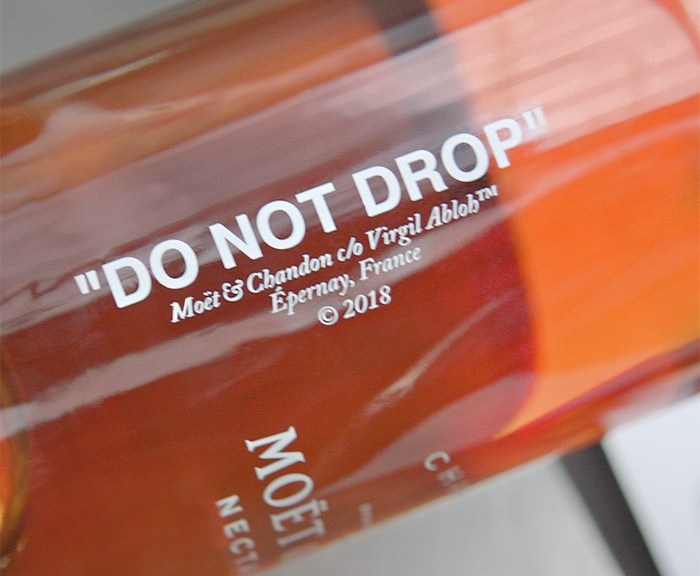 "DO NOT DROP"
Moët & Chandon c/o Virgil Abloh™
Épernay, France
© 2018
MOËT